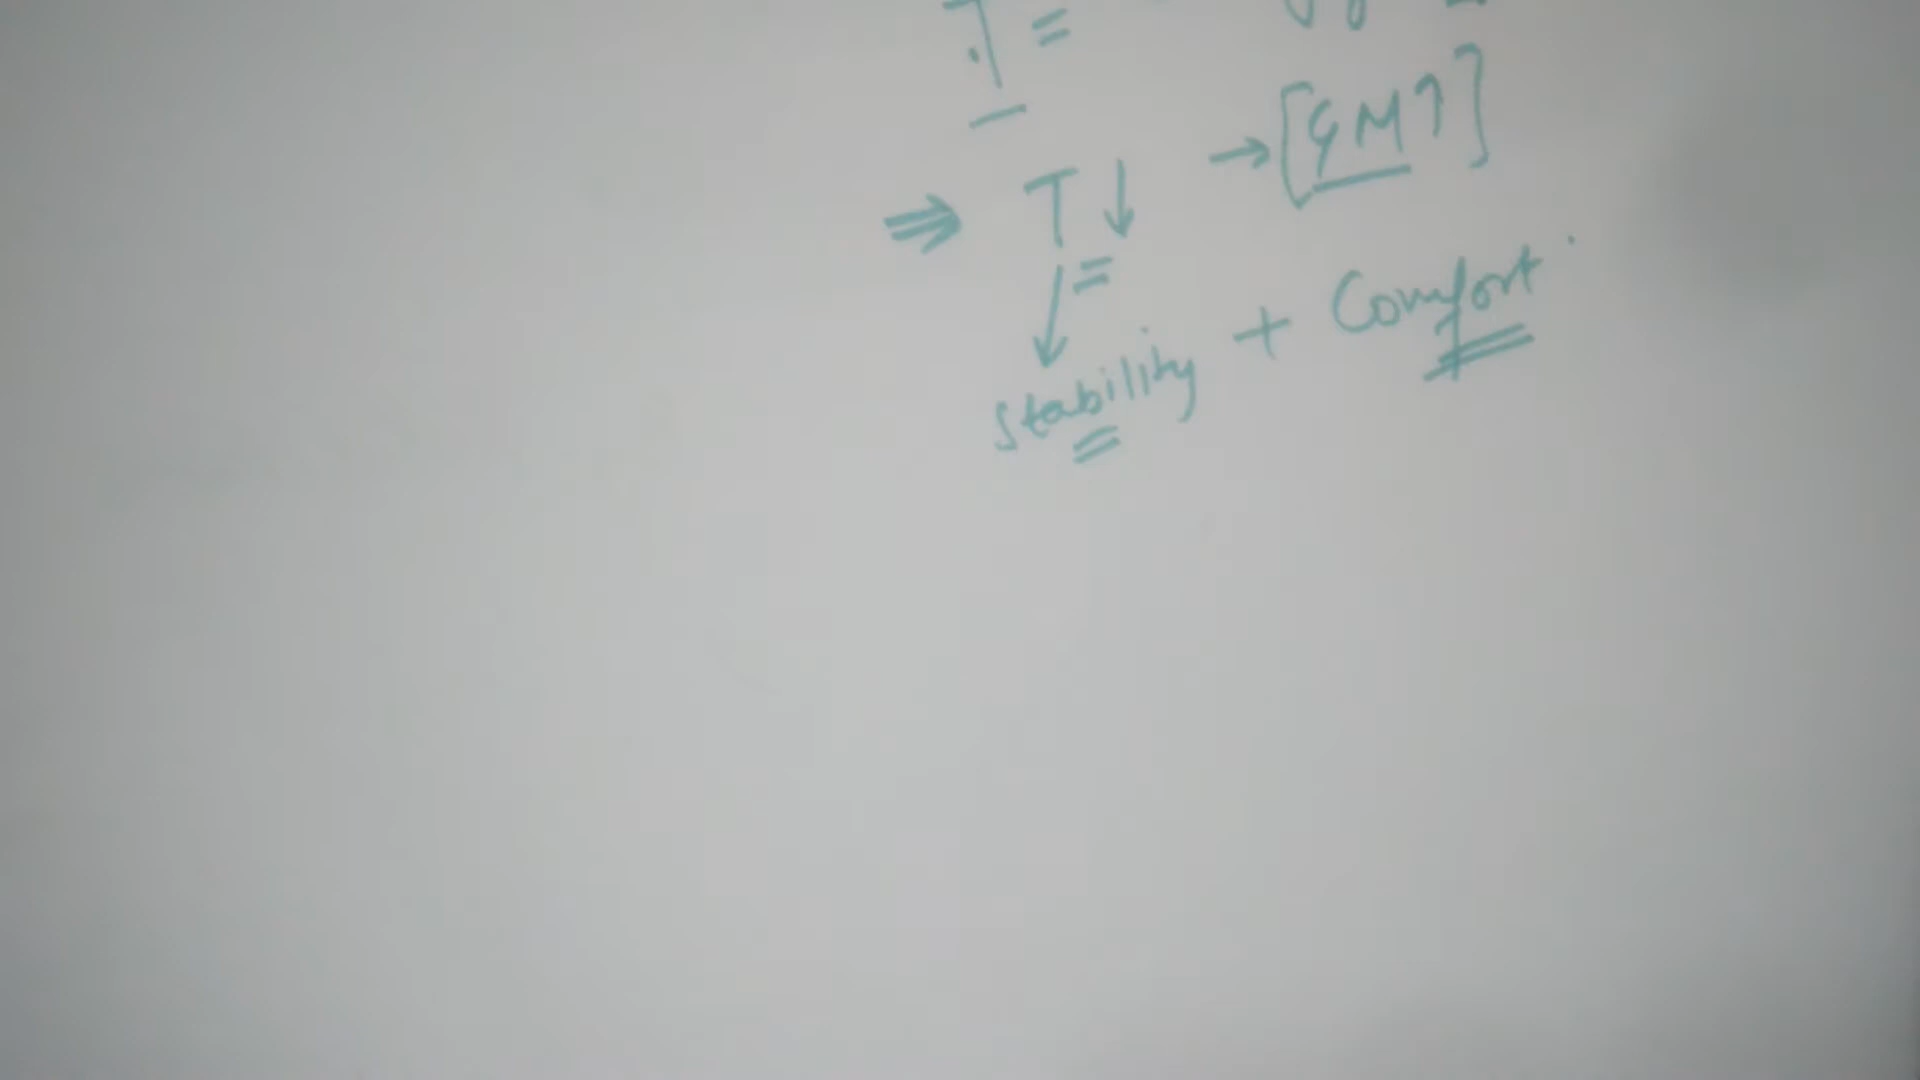 T =
⇒ T↓ → [GM↑]
↓
Stability + Comfort